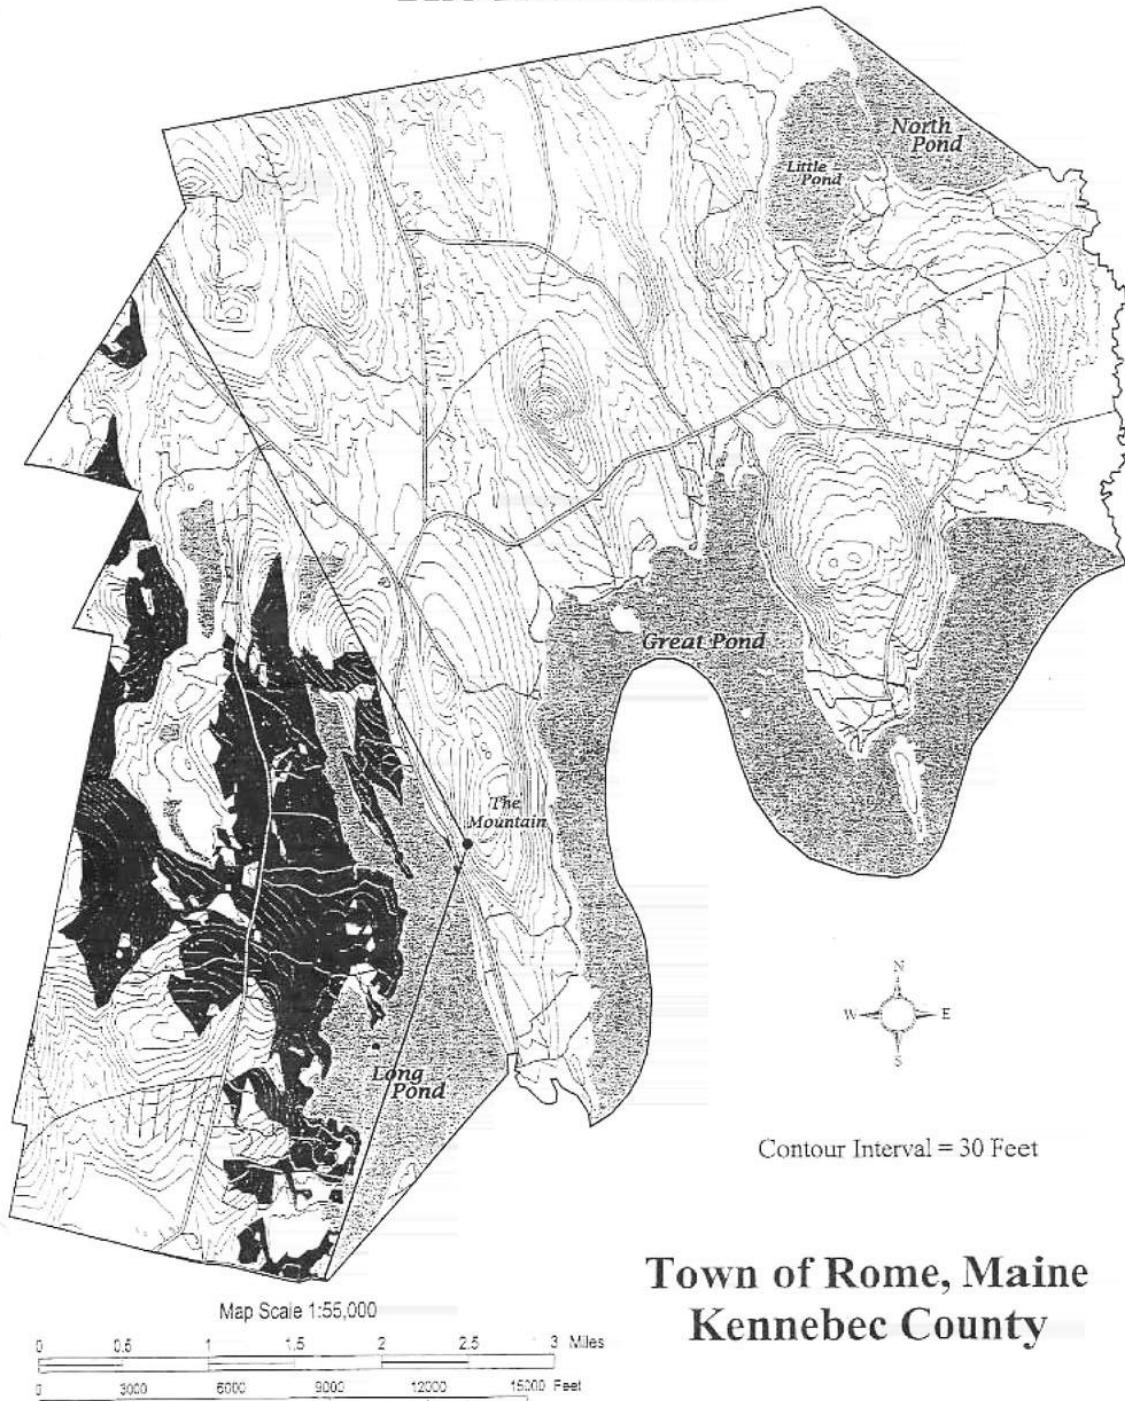 North
Pond
Little
Pond
Great Pond
The
Mountain
N
W E
S
Long
Pond
Contour Interval = 30 Feet
Town of Rome, Maine
Kennebec County
Map Scale 1:55,000
0 0.5 1 1.5 2 2.5 3 Miles
0 3000 6000 9000 12000 15000 Feet